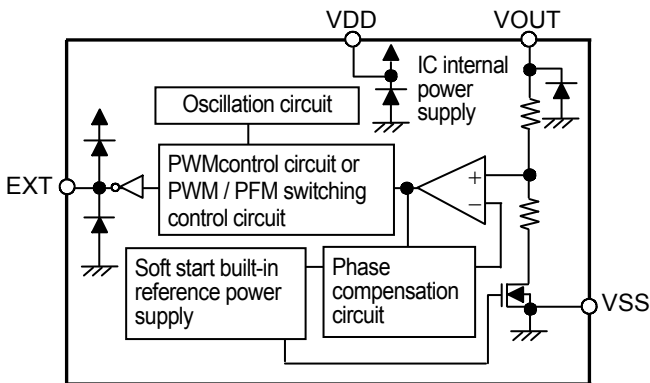 VDD
VOUT
IC internal
power
supply
Oscillation circuit
PWMcontrol circuit or
PWM / PFM switching
control circuit
EXT
+
−
Soft start built-in
reference power
supply
Phase
compensation
circuit
VSS